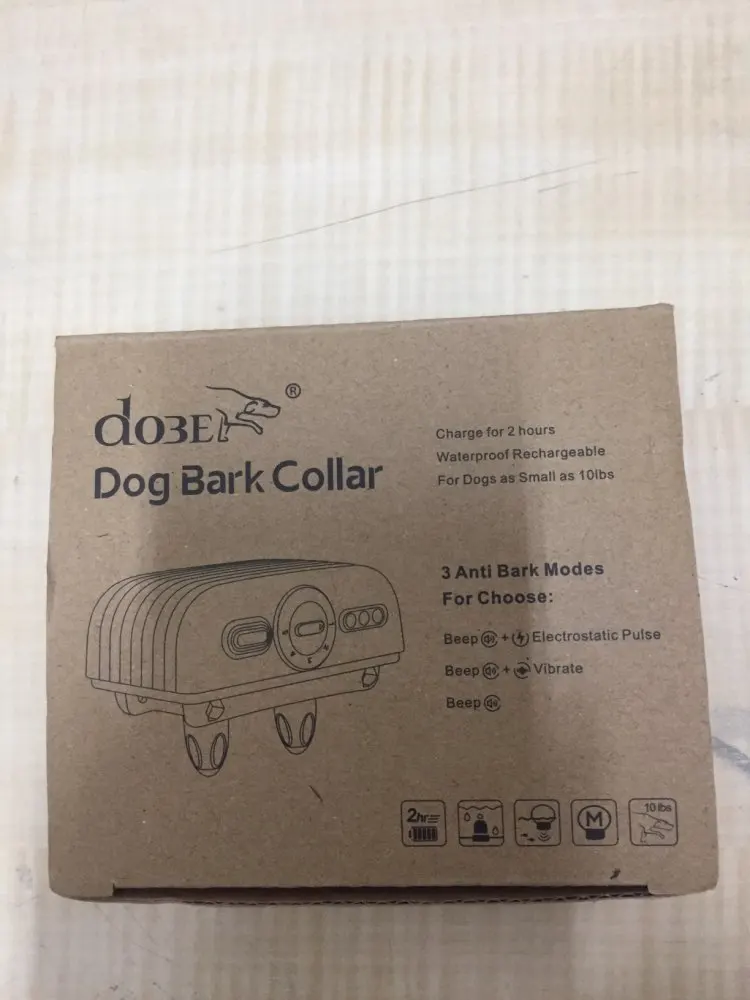 dOBE
®
Dog Bark Collar
Charge for 2 hours
Waterproof Rechargeable
For Dogs as Small as 10lbs
3 Anti Bark Modes
For Choose:
Beep + Electrostatic Pulse
Beep + Vibrate
Beep
2hr
M
10 lbs